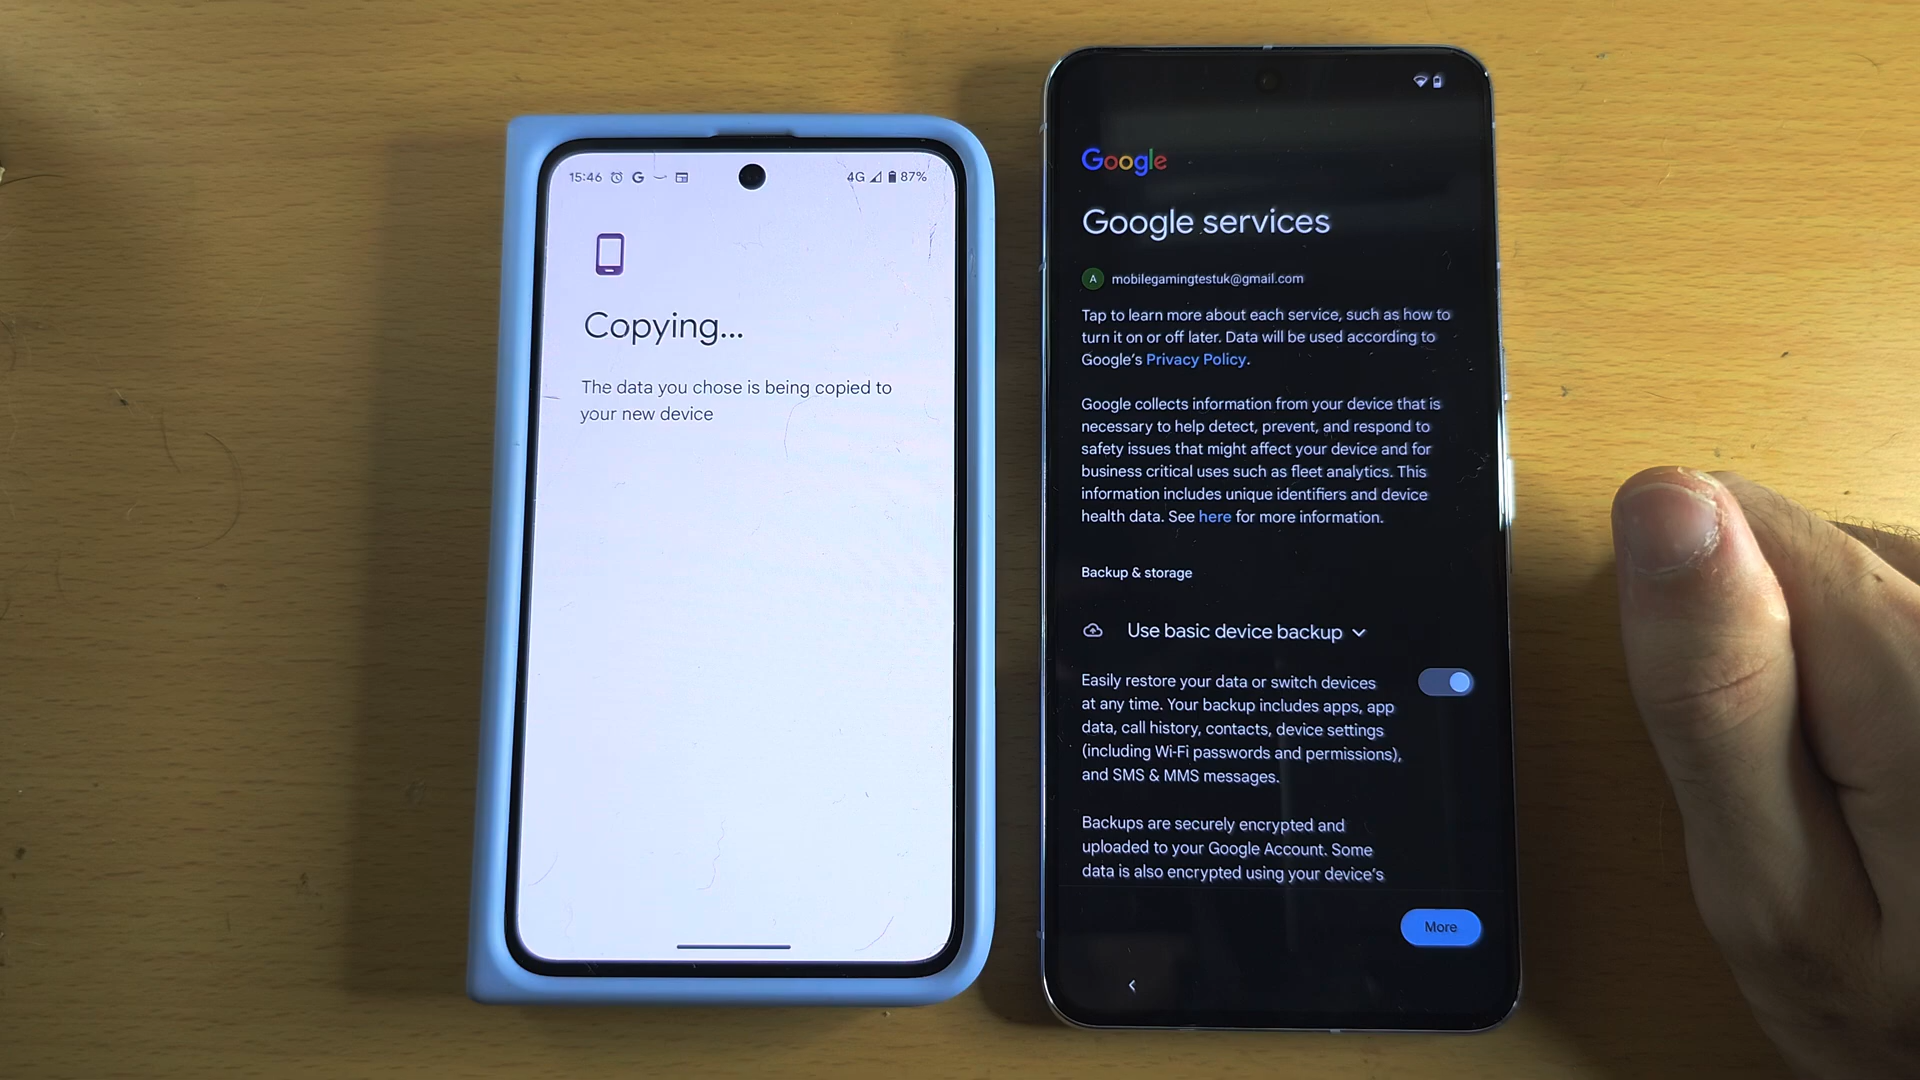 15:46 G 4G 87%
Copying...
The data you chose is being copied to
your new device
Google
Google services
A mobilegamingtestuk@gmail.com
Tap to learn more about each service, such as how to
turn it on or off later. Data will be used according to
Google's Privacy Policy.
Google collects information from your device that is
necessary to help detect, prevent, and respond to
safety issues that might affect your device and for
business critical uses such as fleet analytics. This
information includes unique identifiers and device
health data. See here for more information.
Backup & storage
Use basic device backup
Easily restore your data or switch devices
at any time. Your backup includes apps, app
data, call history, contacts, device settings
(including Wi-Fi passwords and permissions),
and SMS & MMS messages.
Backups are securely encrypted and
uploaded to your Google Account. Some
data is also encrypted using your device's
More